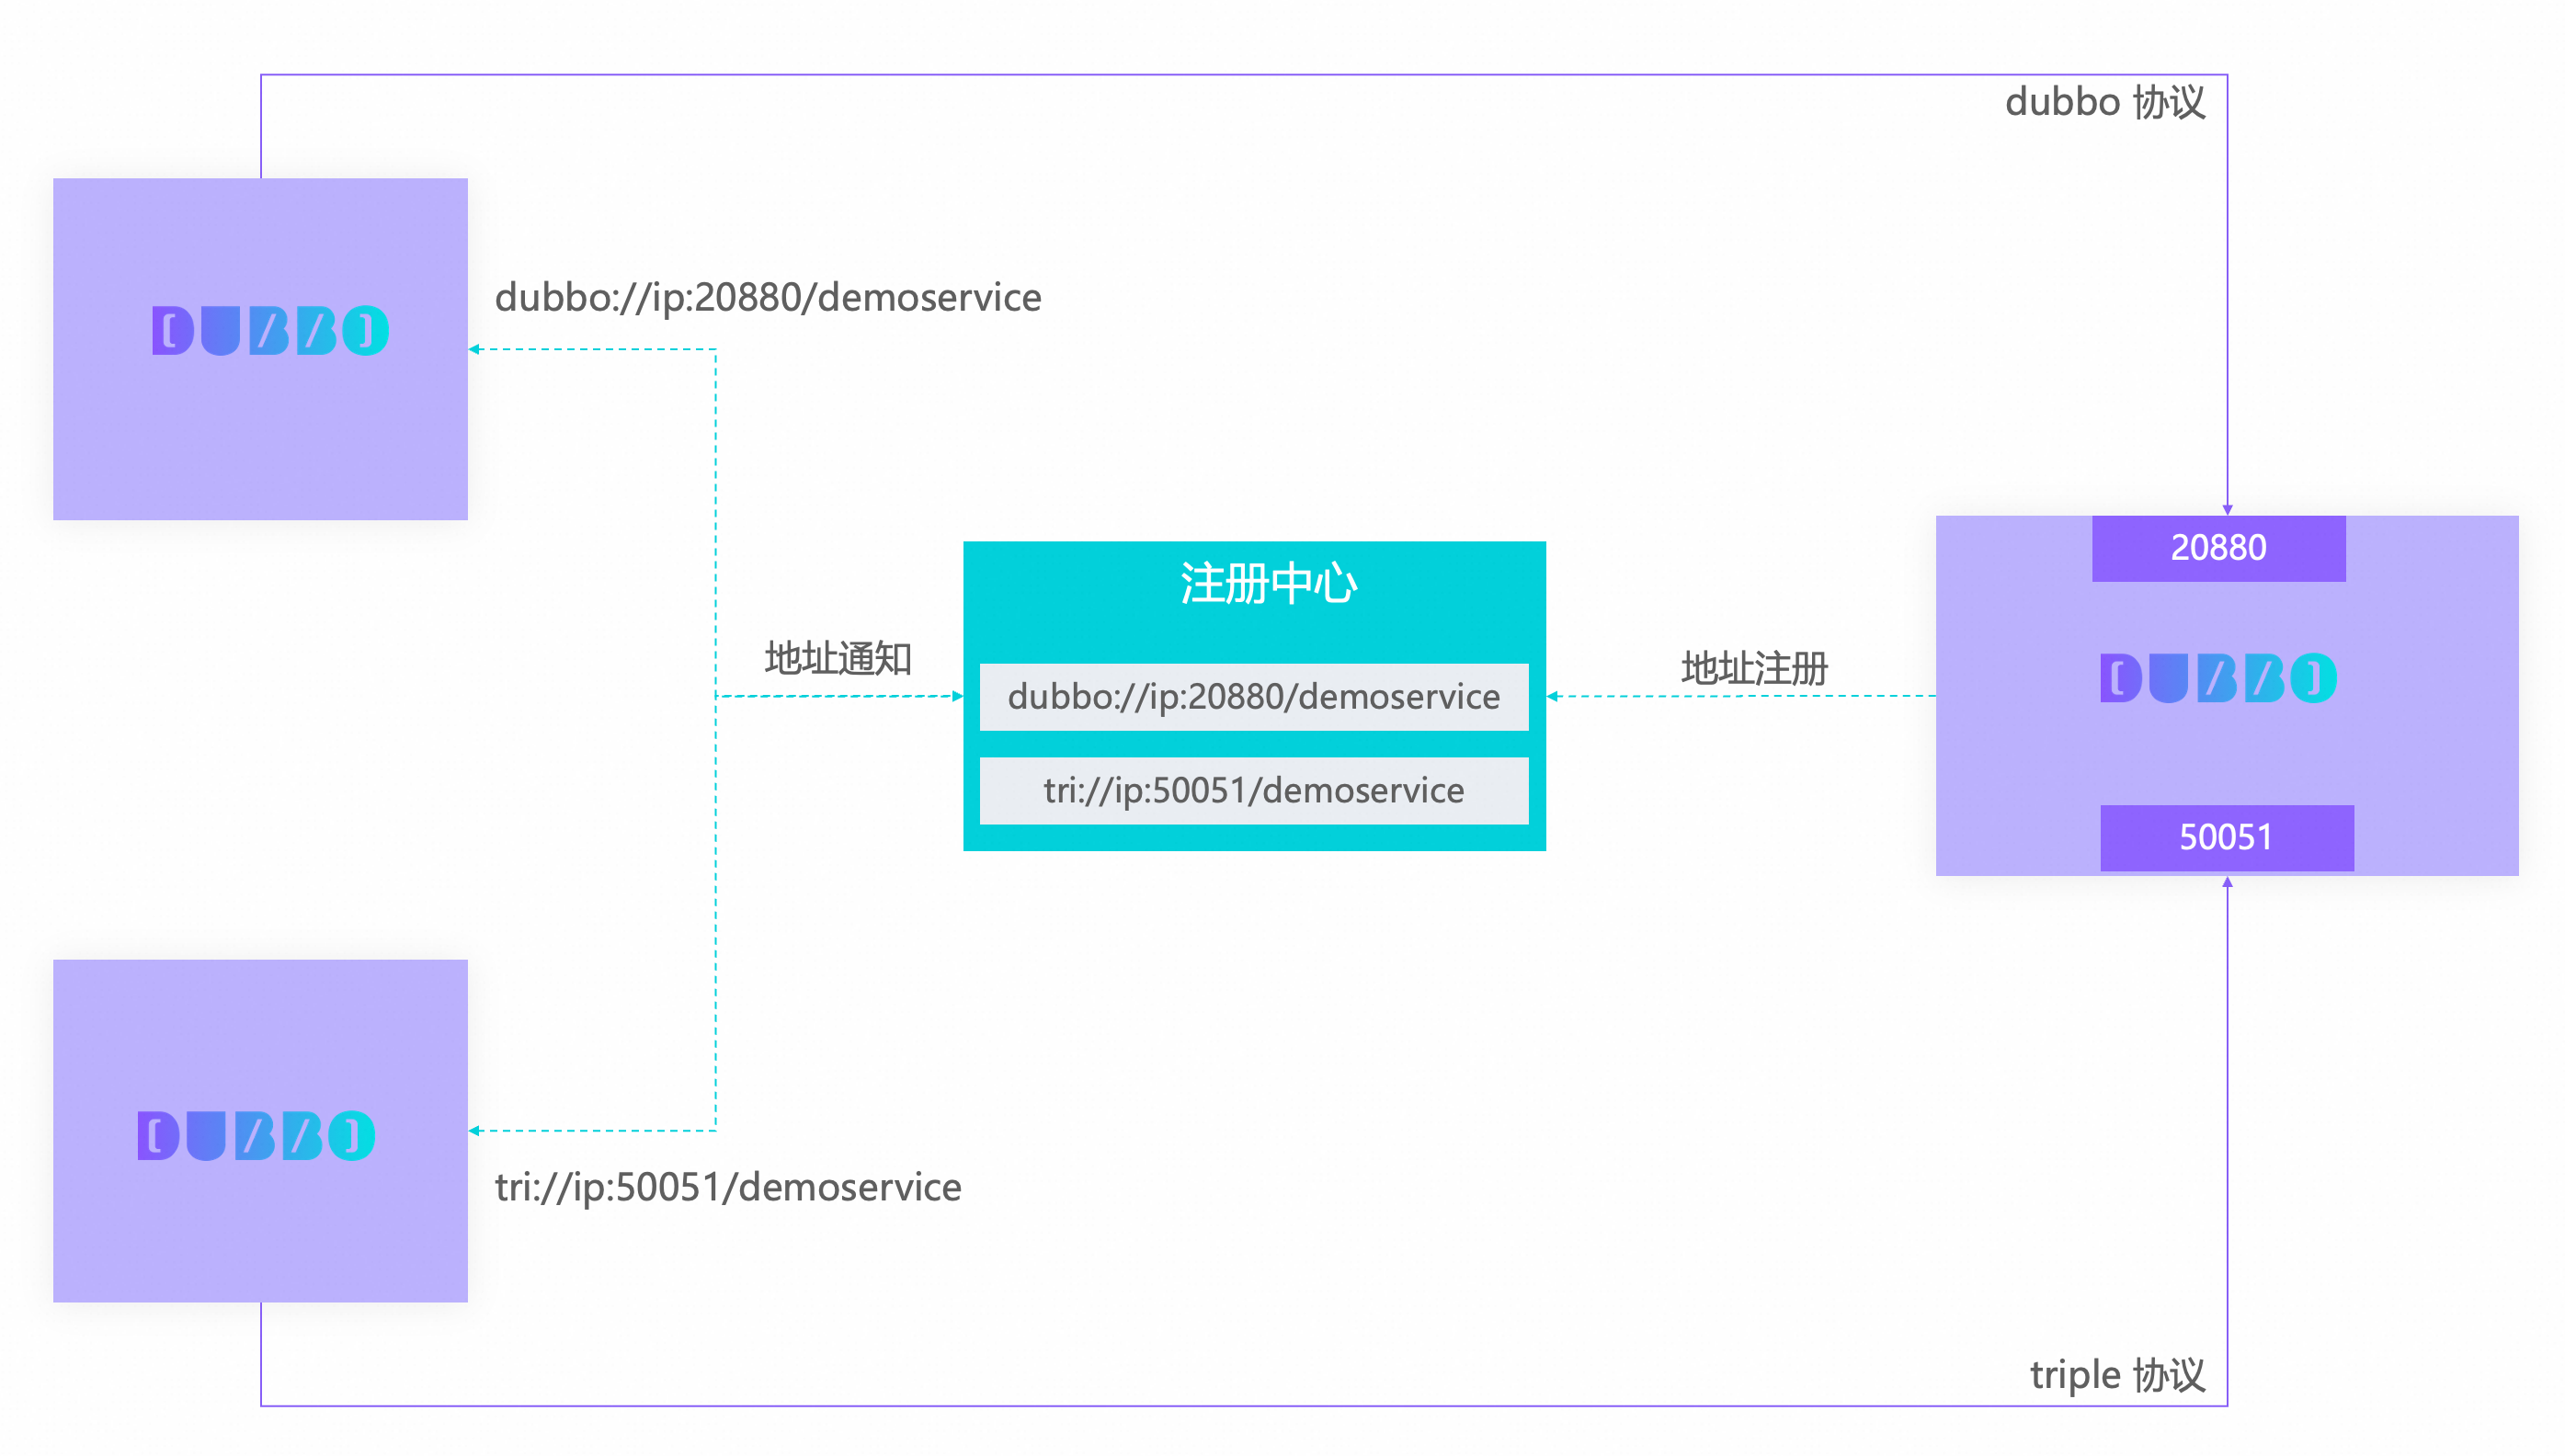 dubbo 协议
DUBBO
dubbo://ip:20880/demoservice
20880
注册中心
地址通知
地址注册
DUBBO
dubbo://ip:20880/demoservice
tri://ip:50051/demoservice
50051
DUBBO
tri://ip:50051/demoservice
triple 协议